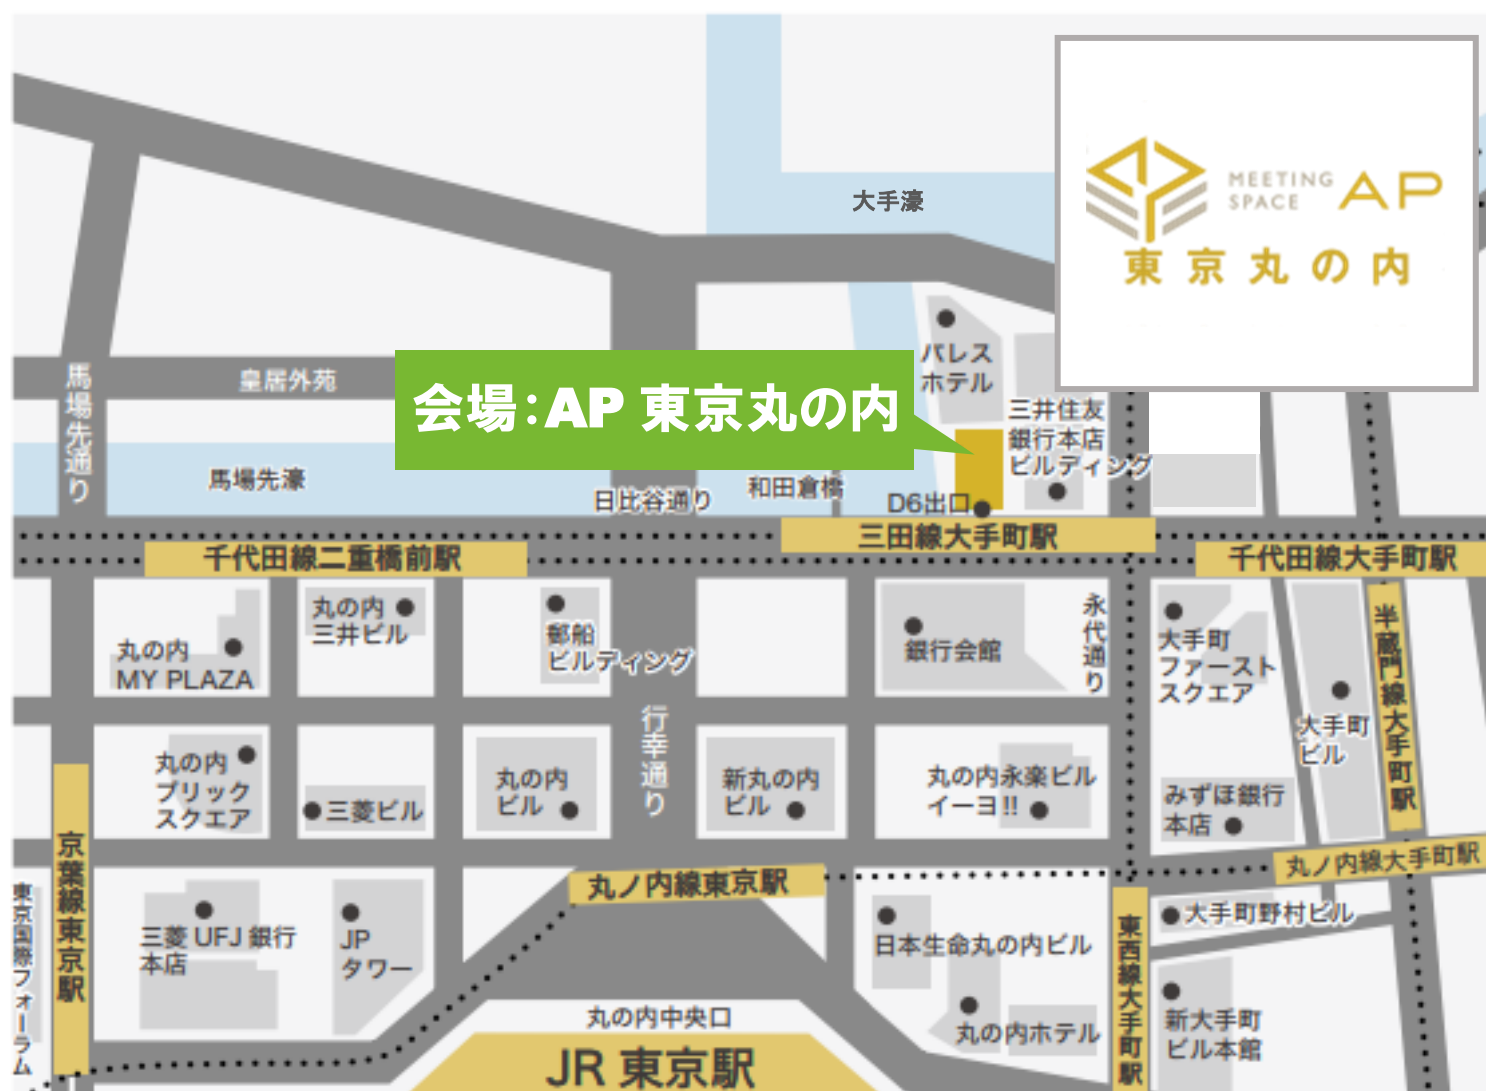 大手濠
MEETING
SPACE
AP
東京丸の内
パレス
ホテル
皇居外苑
馬場先通り
会場：AP 東京丸の内
三井住友
銀行本店
ビルディング
馬場先濠
日比谷通り
和田倉橋
D6出口
三田線大手町駅
千代田線二重橋前駅
千代田線大手町駅
丸の内
MY PLAZA
丸の内
三井ビル
郵船
ビルディング
銀行会館
永代通り
大手町
ファースト
スクエア
大手町
ビル
半蔵門線大手町駅
行幸通り
丸の内
ブリック
スクエア
三菱ビル
丸の内
ビル
新丸の内
ビル
丸の内永楽ビル
イーヨ!!
みずほ銀行
本店
京葉線東京駅
丸ノ内線東京駅
丸ノ内線大手町駅
東京国際フォーラム
三菱 UFJ 銀行
本店
JP
タワー
日本生命丸の内ビル
東西線大手町駅
大手町野村ビル
丸の内中央口
JR 東京駅
丸の内ホテル
新大手町
ビル本館